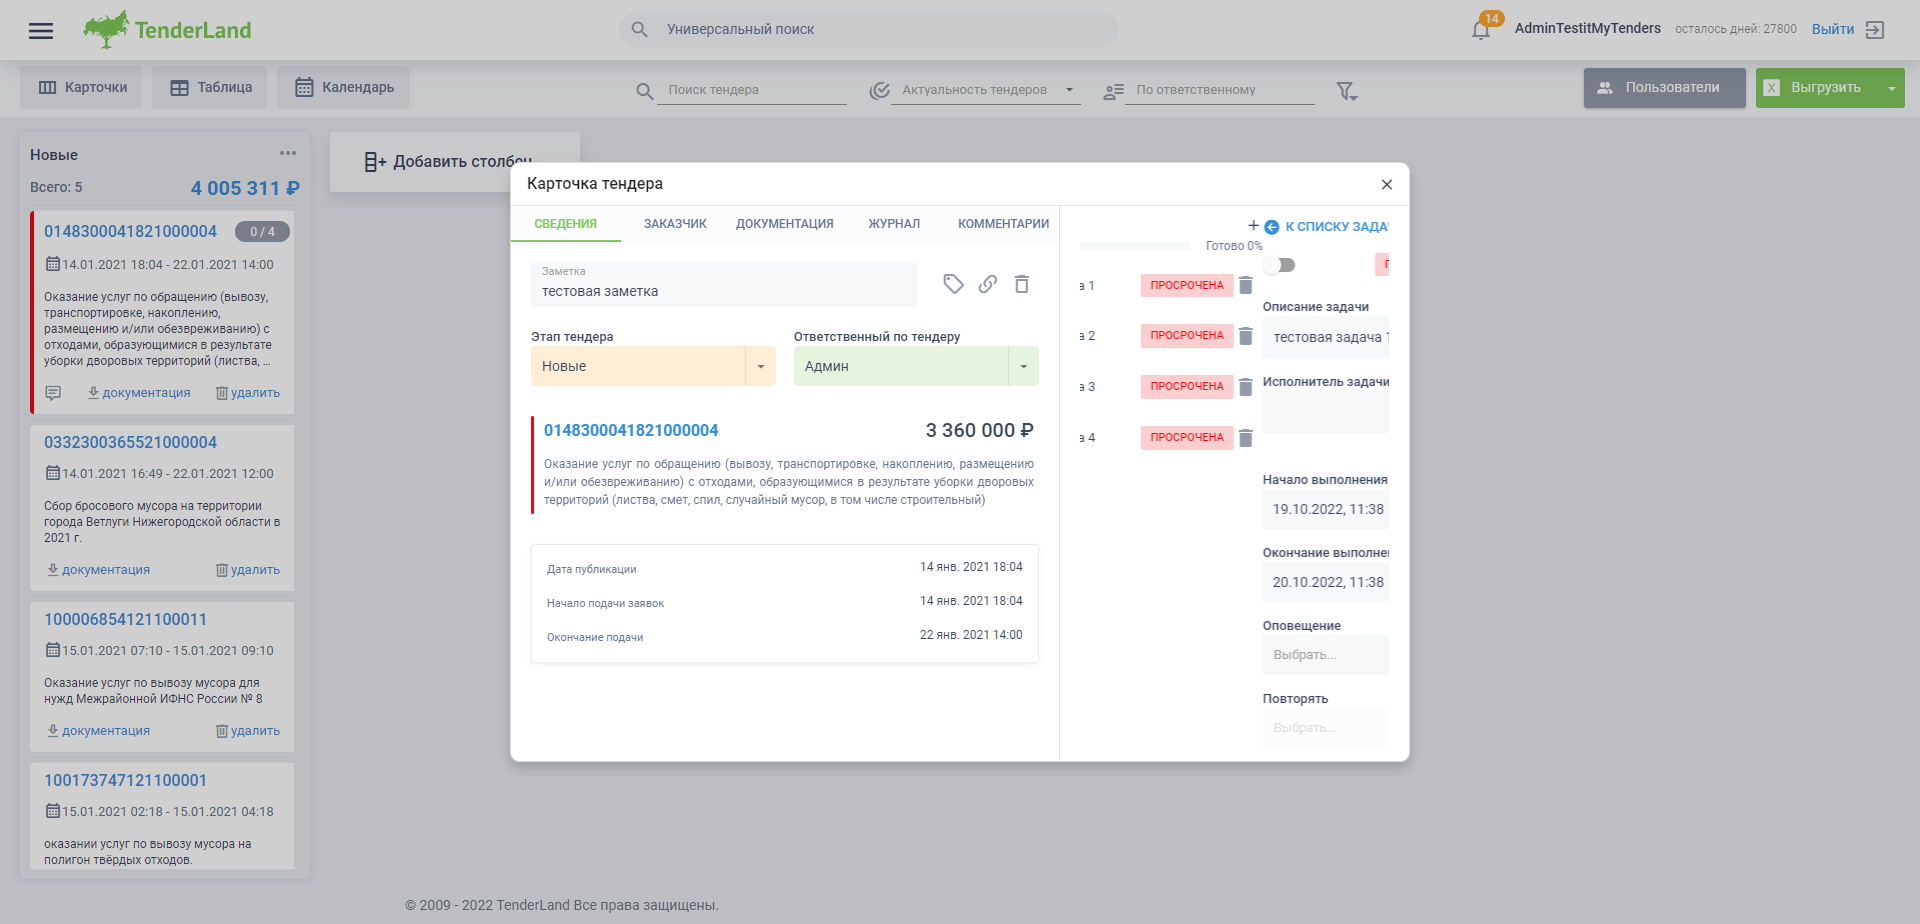 TenderLand
Универсальный поиск
14
AdminTestitMyTenders
осталось дней: 27800
Выйти
Карточки
Таблица
Календарь
Поиск тендера
Актуальность тендеров
По ответственному
Пользователи
X
Выгрузить
Новые
Всего: 5
4 005 311 ₽
0148300041821000004
0 / 4
14.01.2021 18:04 - 22.01.2021 14:00
Оказание услуг по обращению (вывозу,
транспортировке, накоплению,
размещению и/или обезвреживанию) с
отходами, образующимися в результате
уборки дворовых территорий (листва, ...
документация
удалить
0332300365521000004
14.01.2021 16:49 - 22.01.2021 12:00
Сбор бросового мусора на территории
города Ветлуги Нижегородской области в
2021 г.
документация
удалить
100006854121100011
15.01.2021 07:10 - 15.01.2021 09:10
Оказание услуг по вывозу мусора для
нужд Межрайонной ИФНС России № 8
документация
удалить
100173747121100001
15.01.2021 02:18 - 15.01.2021 04:18
оказании услуг по вывозу мусора на
полигон твёрдых отходов.
Добавить столбец
Карточка тендера
СВЕДЕНИЯ
ЗАКАЗЧИК
ДОКУМЕНТАЦИЯ
ЖУРНАЛ
КОММЕНТАРИИ
Заметка
тестовая заметка
Этап тендера
Новые
Ответственный по тендеру
Админ
0148300041821000004
3 360 000 ₽
Оказание услуг по обращению (вывозу, транспортировке, накоплению, размещению
и/или обезвреживанию) с отходами, образующимися в результате уборки дворовых
территорий (листва, смет, спил, случайный мусор, в том числе строительный)
Дата публикации
14 янв. 2021 18:04
Начало подачи заявок
14 янв. 2021 18:04
Окончание подачи
22 янв. 2021 14:00
+
К СПИСКУ ЗАДАЧ
Готово 0%
а 1
ПРОСРОЧЕНА
а 2
ПРОСРОЧЕНА
а 3
ПРОСРОЧЕНА
а 4
ПРОСРОЧЕНА
Описание задачи
тестовая задача 1
Исполнитель задачи
Начало выполнения
19.10.2022, 11:38
Окончание выполне
20.10.2022, 11:38
Оповещение
Выбрать...
Повторять
Выбрать...
© 2009 - 2022 TenderLand Все права защищены.